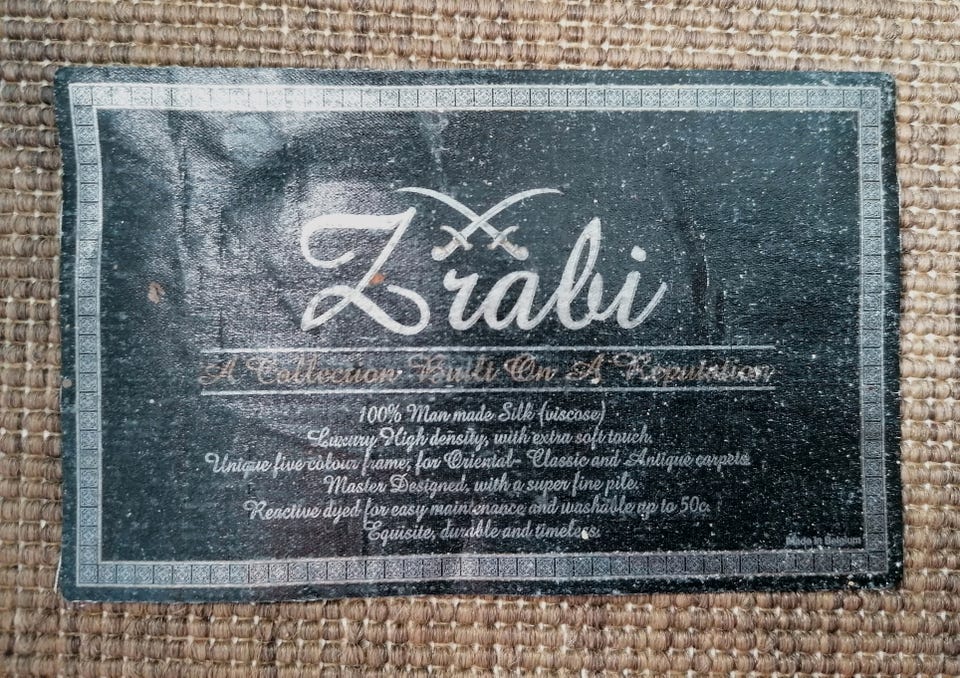 Zrabi
A Collection Built On A Reputation
100% Man made Silk (viscose)
Luxury High density, with extra soft touch.
Unique five colour frame, for Oriental- Classic and Antique carpets.
Master Designed, with a super fine pile.
Reactive dyed for easy maintenance and washable up to 50c.
Equisite, durable and timeless.
Made in Belgium